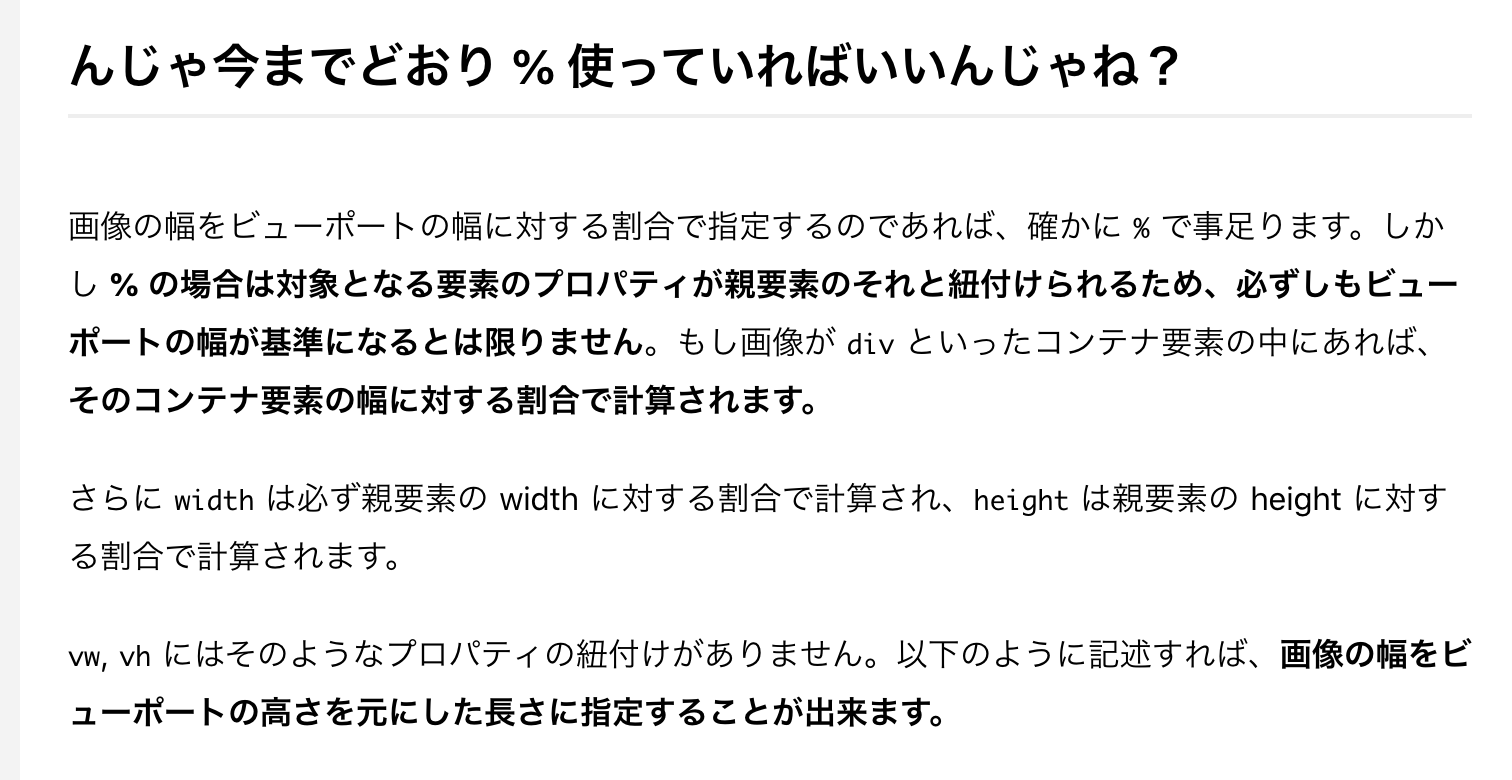 んじゃ今までどおり % 使っていればいいんじゃね？
画像の幅をビューポートの幅に対する割合で指定するのであれば、確かに % で事足ります。しか
し % の場合は対象となる要素のプロパティが親要素のそれと紐付けられるため、必ずしもビュー
ポートの幅が基準になるとは限りません。もし画像が div といったコンテナ要素の中にあれば、
そのコンテナ要素の幅に対する割合で計算されます。
さらに width は必ず親要素の width に対する割合で計算され、height は親要素の height に対す
る割合で計算されます。
vw, vh にはそのようなプロパティの紐付けがありません。以下のように記述すれば、画像の幅をビ
ューポートの高さを元にした長さに指定することが出来ます。